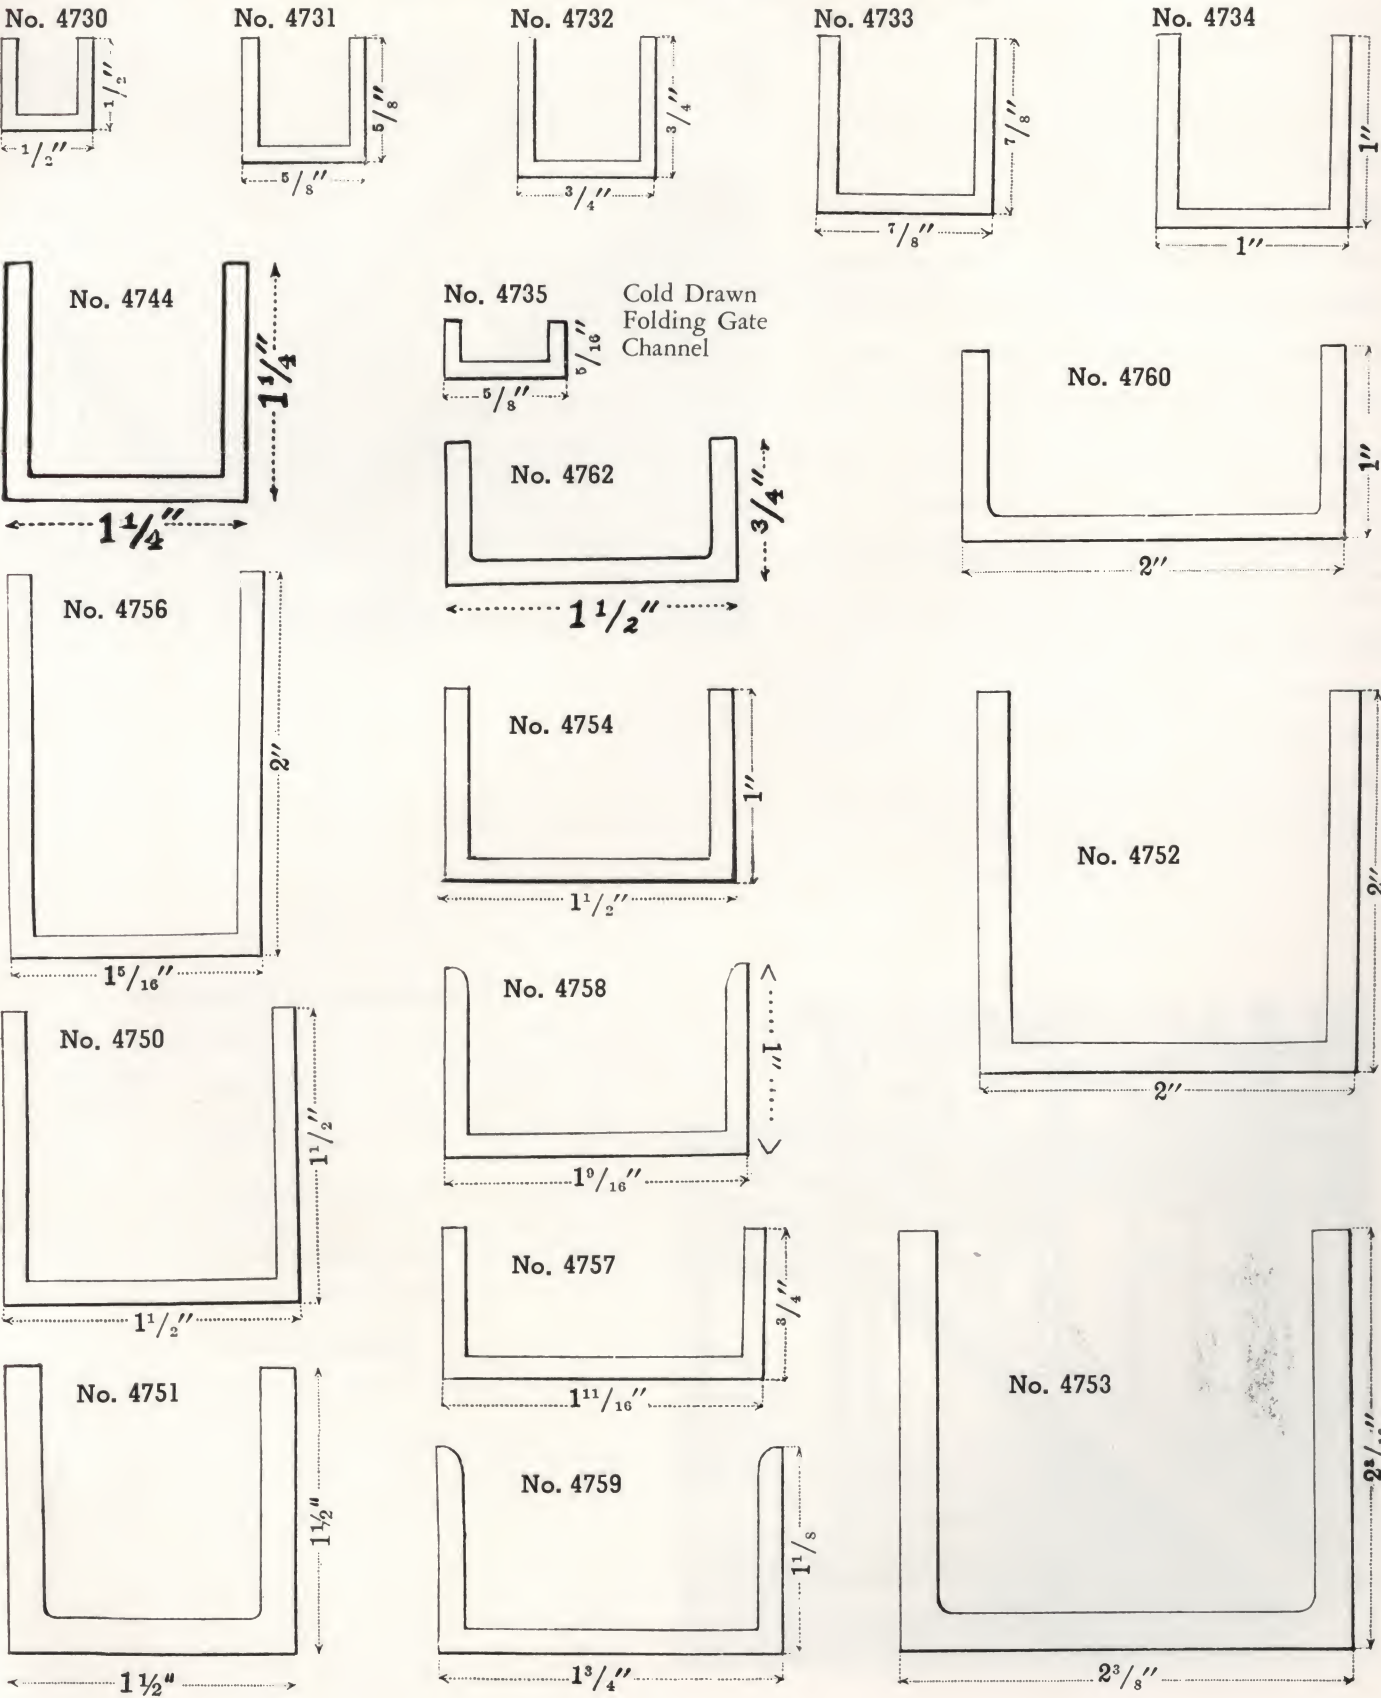 No. 4730
1/2"
1/2"
No. 4731
5/8"
5/8"
No. 4732
3/4"
3/4"
No. 4733
7/8"
7/8"
No. 4734
1"
1"
No. 4744
1 1/4"
1 1/4"
No. 4735
Cold Drawn
Folding Gate
Channel
5/16"
5/8"
No. 4760
1"
2"
No. 4762
3/4"
1 1/2"
No. 4756
2"
1 5/16"
No. 4754
1"
1 1/2"
No. 4752
2"
2"
No. 4758
1"
1 9/16"
No. 4750
1 1/2"
1 1/2"
No. 4757
3/4"
1 11/16"
No. 4753
2 3/8"
No. 4751
1 1/2"
1 1/2"
No. 4759
1 1/8
1 3/4"